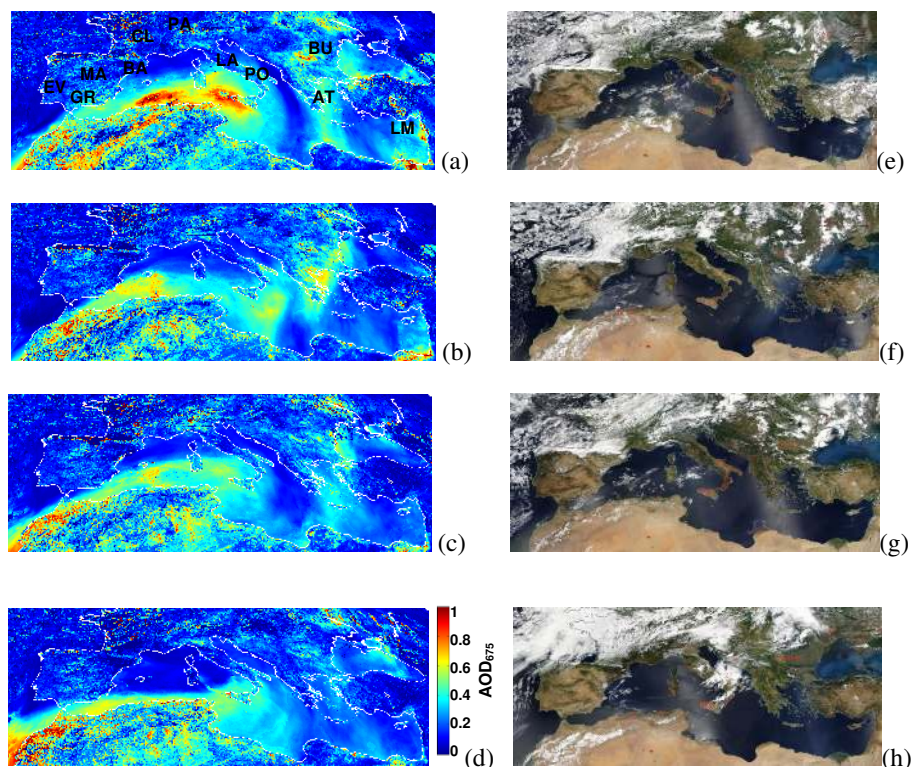 PA
CL
BU
LA
BA
MA
PO
EV
GR
AT
LM
(a)
(e)
(b)
(f)
(c)
(g)
1
0.8
0.6
0.4
0.2
0
AOD675
(d)
(h)